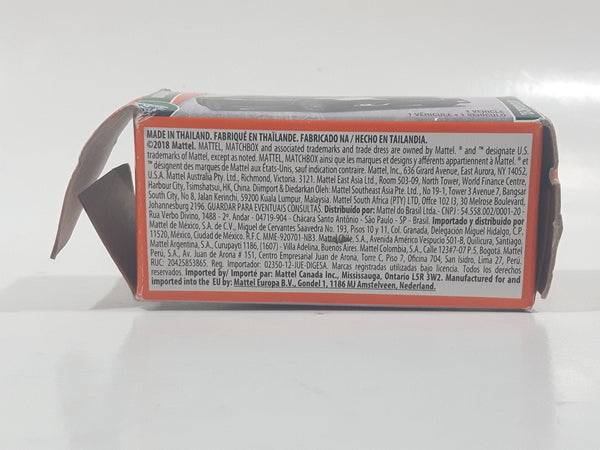 1 VEHICLE
1 VÉHICULE • 1 VEHÍCULO
MADE IN THAILAND. FABRIQUÉ EN THAÏLANDE. FABRICADO NA / HECHO EN TAILANDIA.
©2018 Mattel. MATTEL, MATCHBOX and associated trademarks and trade dress are owned by Mattel. ® and ™ designate U.S.
trademarks of Mattel, except as noted. MATTEL, MATCHBOX ainsi que les marques et designs y afférents appartiennent à Mattel. ® et
™ désignent des marques de Mattel aux États-Unis, sauf indication contraire. Mattel, Inc., 636 Girard Avenue, East Aurora, NY 14052,
U.S.A. Mattel Australia Pty. Ltd., Richmond, Victoria. 3121. Mattel East Asia Ltd., Room 503-09, North Tower, World Finance Centre,
Harbour City, Tsimshatsui, HK, China. Diimport & Diedarkan Oleh: Mattel Southeast Asia Pte. Ltd., No 19-1, Tower 3 Avenue 7, Bangsar
South City, No 8, Jalan Kerinchi, 59200 Kuala Lumpur, Malaysia. Mattel South Africa (PTY) LTD, Office 102 I3, 30 Melrose Boulevard,
Johannesburg 2196. GUARDAR PARA EVENTUAIS CONSULTAS. Distribuido por: Mattel do Brasil Ltda. - CNPJ : 54.558.002/0001-20 -
Rua Verbo Divino, 1488 - 2º. Andar - 04719-904 - Chácara Santo Antônio - São Paulo - SP - Brasil. Importado y distribuido por:
Mattel de México, S.A. de C.V., Miguel de Cervantes Saavedra No. 193, Pisos 10 y 11, Col. Granada, Delegación Miguel Hidalgo, C.P.
11520, México, Ciudad de México. R.F.C. MME-920701-NB3. Mattel Chile, S.A., Avenida Américo Vespucio 501-B, Quilicura, Santiago.
Mattel Argentina, S.A., Curupaytí 1186, (1607) - Villa Adelina, Buenos Aires. Mattel Colombia, S.A., Calle 123#7-07 P.5, Bogotá. Mattel
Perú, S.A., Av. Juan de Arona # 151, Centro Empresarial Juan de Arona, Torre C, Piso 7, Oficina 704, San Isidro, Lima 27, Perú.
RUC: 20425853865. Reg. Importador: 02350-12-JUE-DIGESA. Marcas registradas utilizadas bajo licencia. Todos los derechos
reservados. Imported by/ Importé par: Mattel Canada Inc., Mississauga, Ontario L5R 3W2. Manufactured for and
imported into the EU by: Mattel Europa B.V., Gondel 1, 1186 MJ Amstelveen, Nederland.